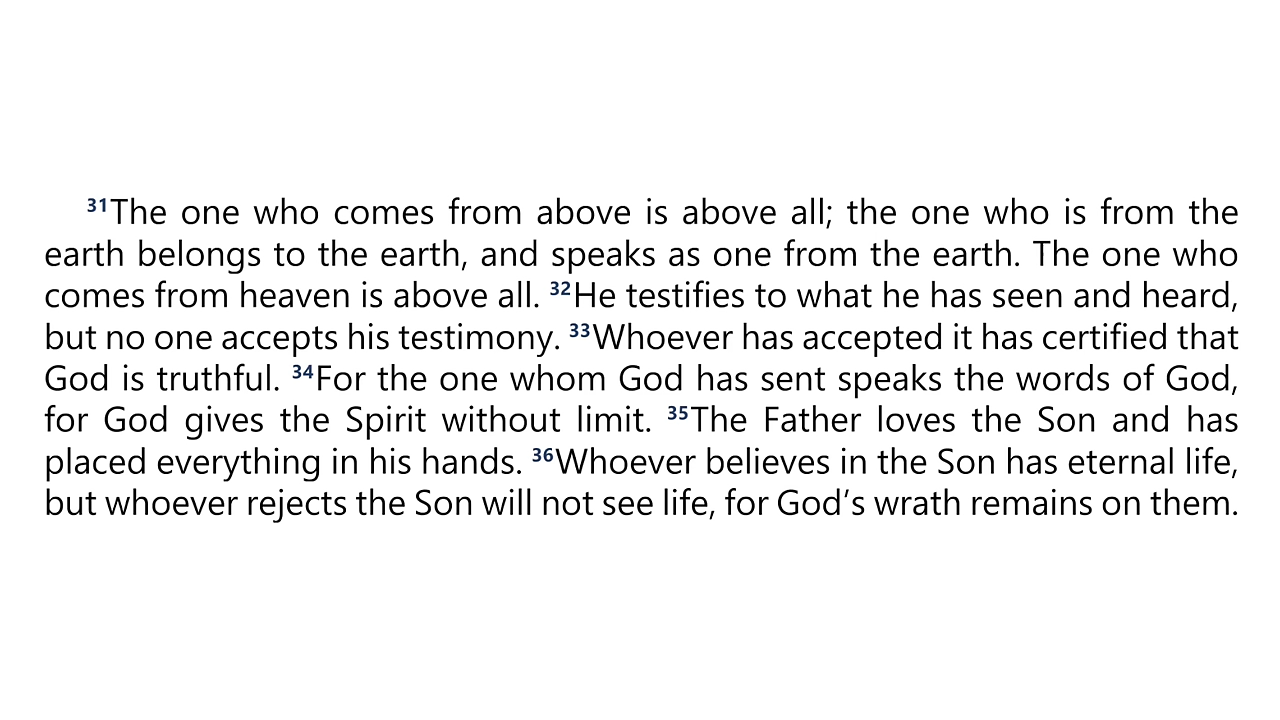 31The one who comes from above is above all; the one who is from the
earth belongs to the earth, and speaks as one from the earth. The one who
comes from heaven is above all. 32He testifies to what he has seen and heard,
but no one accepts his testimony. 33Whoever has accepted it has certified that
God is truthful. 34For the one whom God has sent speaks the words of God,
for God gives the Spirit without limit. 35The Father loves the Son and has
placed everything in his hands. 36Whoever believes in the Son has eternal life,
but whoever rejects the Son will not see life, for God’s wrath remains on them.